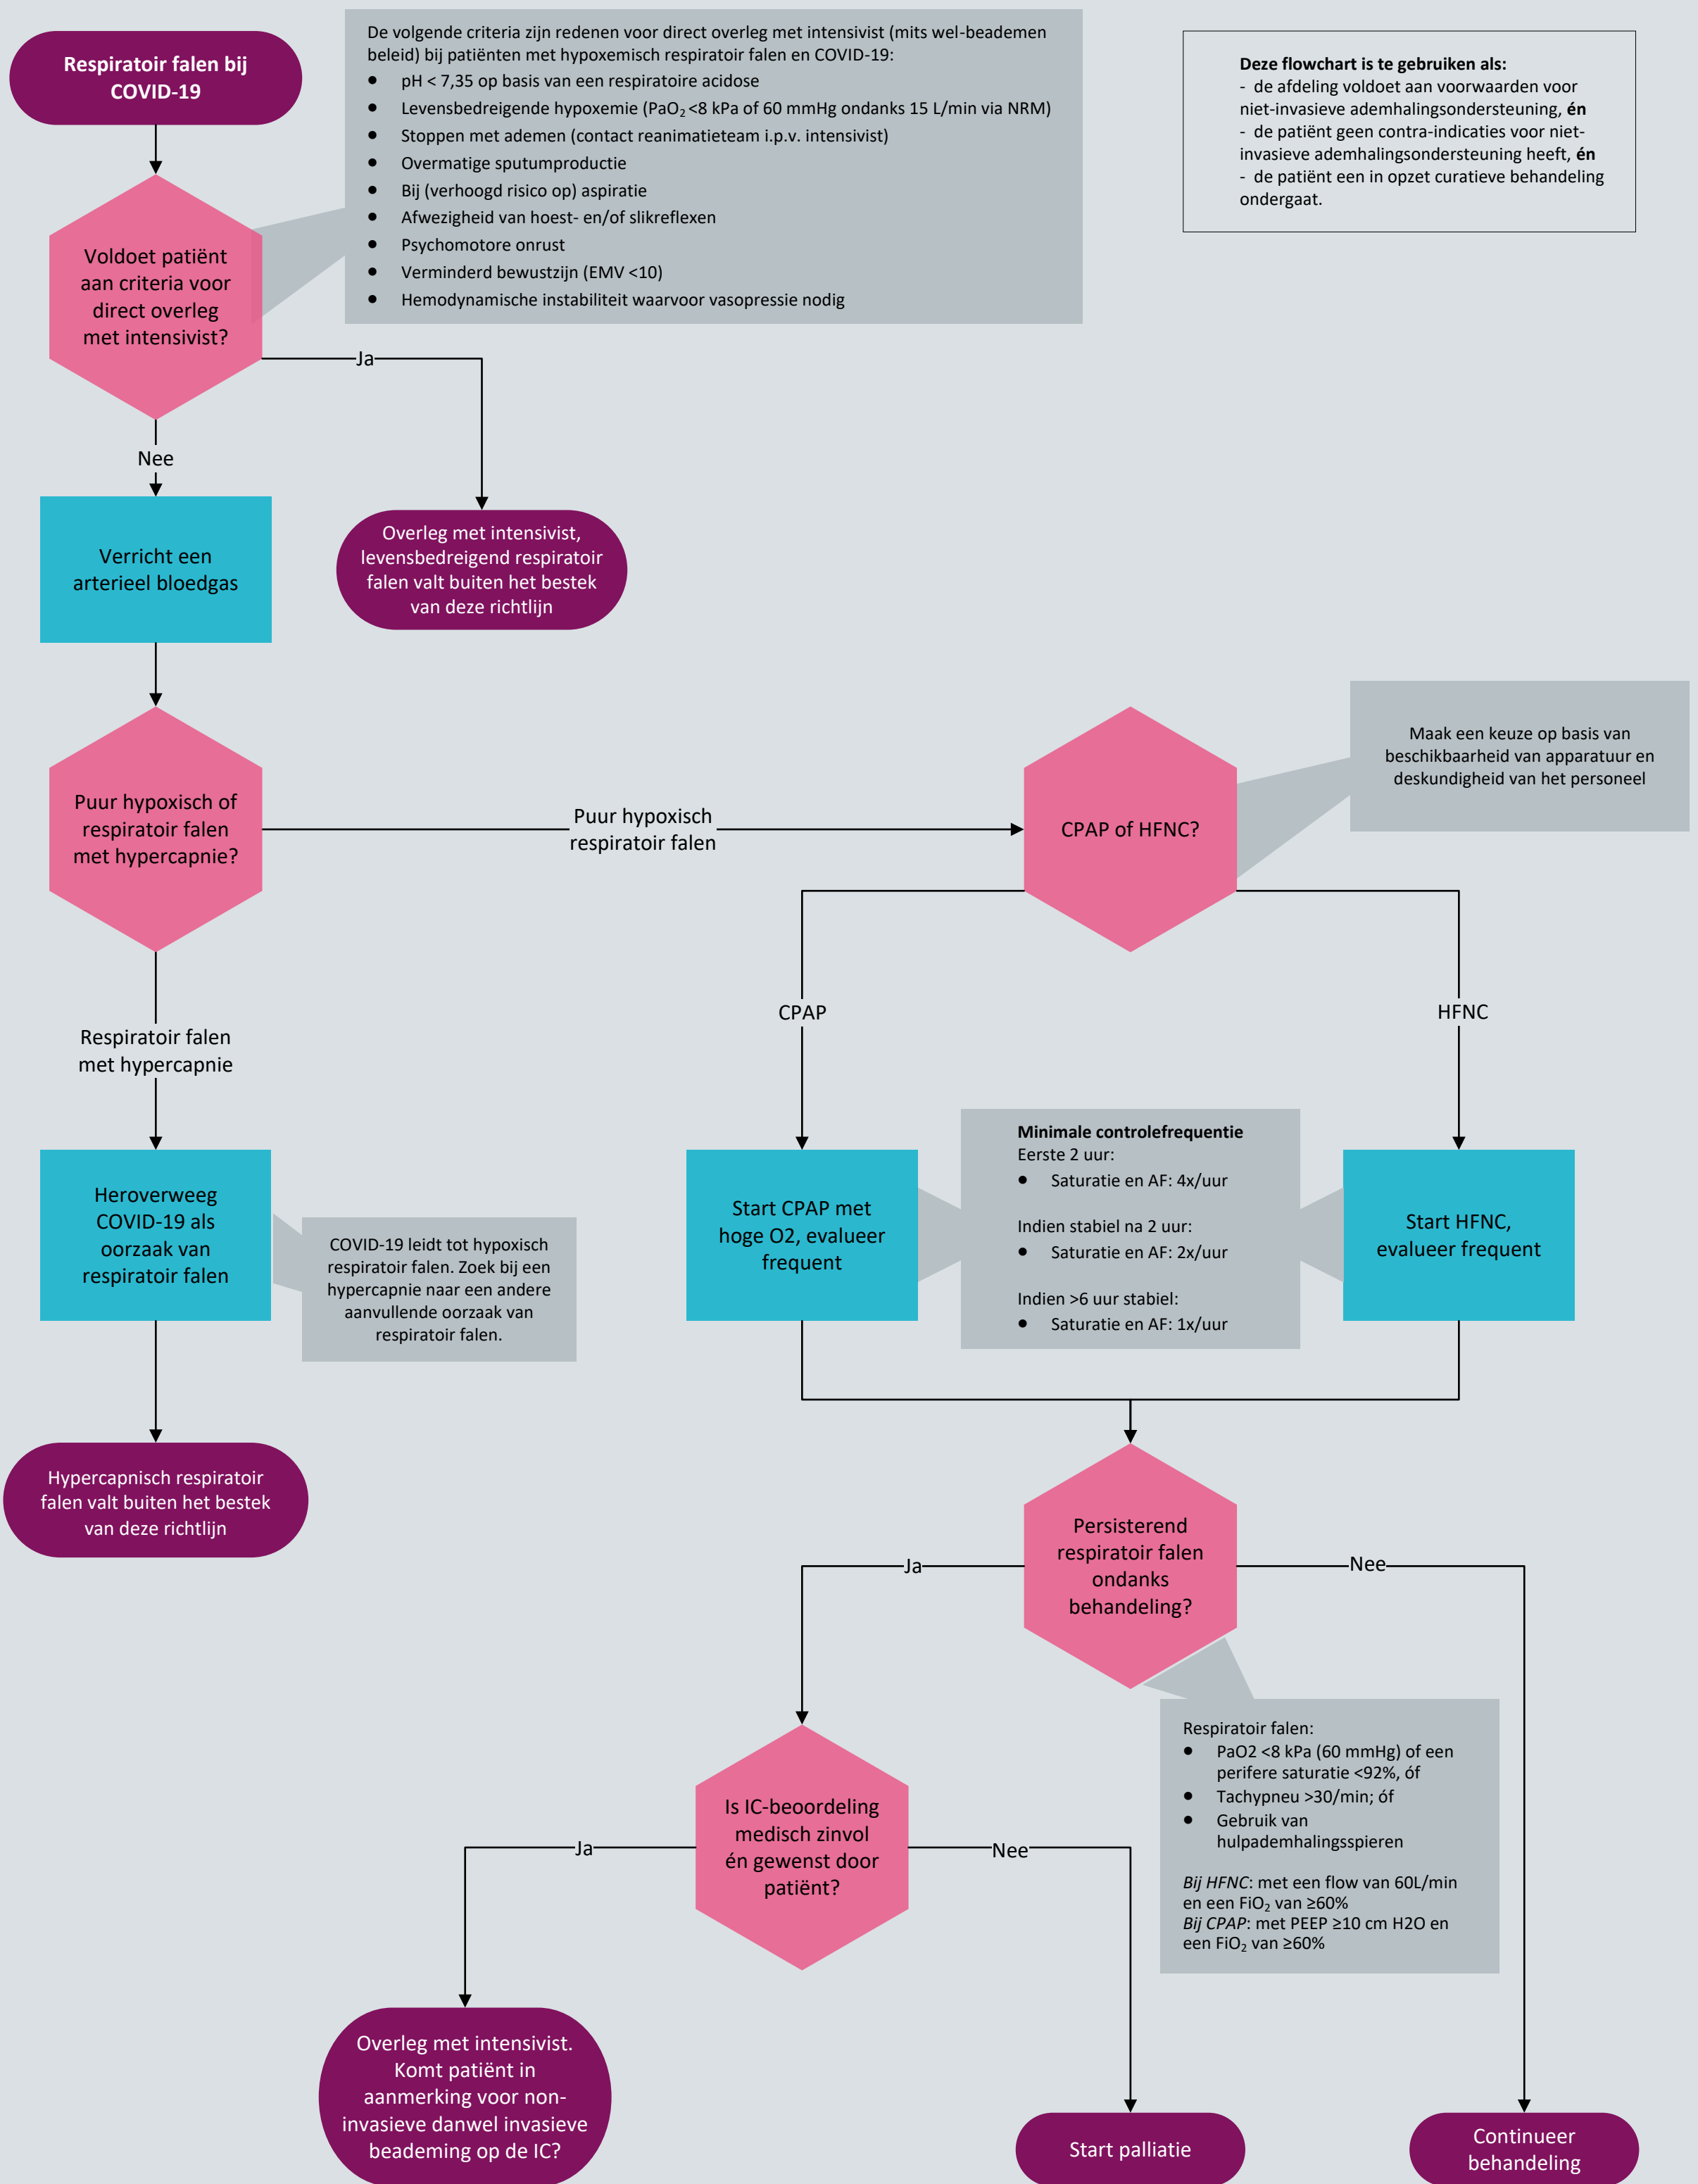 Respiratoir falen bij
COVID-19
De volgende criteria zijn redenen voor direct overleg met intensivist (mits wel-beademen
beleid) bij patiënten met hypoxemisch respiratoir falen en COVID-19:
● pH < 7,35 op basis van een respiratoire acidose
● Levensbedreigende hypoxemie (PaO₂ <8 kPa of 60 mmHg ondanks 15 L/min via NRM)
● Stoppen met ademen (contact reanimatieteam i.p.v. intensivist)
● Overmatige sputumproductie
● Bij (verhoogd risico op) aspiratie
● Afwezigheid van hoest- en/of slikreflexen
● Psychomotore onrust
● Verminderd bewustzijn (EMV <10)
● Hemodynamische instabiliteit waarvoor vasopressie nodig
Deze flowchart is te gebruiken als:
- de afdeling voldoet aan voorwaarden voor
niet-invasieve ademhalingsondersteuning, én
- de patiënt geen contra-indicaties voor niet-
invasieve ademhalingsondersteuning heeft, én
- de patiënt een in opzet curatieve behandeling
ondergaat.
Voldoet patiënt
aan criteria voor
direct overleg
met intensivist?
Ja
Nee
Verricht een
arterieel bloedgas
Overleg met intensivist,
levensbedreigend respiratoir
falen valt buiten het bestek
van deze richtlijn
Puur hypoxisch of
respiratoir falen
met hypercapnie?
Puur hypoxisch
respiratoir falen
CPAP of HFNC?
Maak een keuze op basis van
beschikbaarheid van apparatuur en
deskundigheid van het personeel
Respiratoir falen
met hypercapnie
CPAP
HFNC
Heroverweeg
COVID-19 als
oorzaak van
respiratoir falen
COVID-19 leidt tot hypoxisch
respiratoir falen. Zoek bij een
hypercapnie naar een andere
aanvullende oorzaak van
respiratoir falen.
Hypercapnisch respiratoir
falen valt buiten het bestek
van deze richtlijn
Start CPAP met
hoge O2, evalueer
frequent
Minimale controlefrequentie
Eerste 2 uur:
● Saturatie en AF: 4x/uur
Indien stabiel na 2 uur:
● Saturatie en AF: 2x/uur
Indien >6 uur stabiel:
● Saturatie en AF: 1x/uur
Start HFNC,
evalueer frequent
Persisterend
respiratoir falen
ondanks
behandeling?
Ja
Nee
Respiratoir falen:
● PaO2 <8 kPa (60 mmHg) of een
perifere saturatie <92%, óf
● Tachypneu >30/min; óf
● Gebruik van
hulpademhalingsspieren
Bij HFNC: met een flow van 60L/min
en een FiO₂ van ≥60%
Bij CPAP: met PEEP ≥10 cm H2O en
een FiO₂ van ≥60%
Is IC-beoordeling
medisch zinvol
én gewenst door
patiënt?
Ja
Nee
Overleg met intensivist.
Komt patiënt in
aanmerking voor non-
invasieve danwel invasieve
beademing op de IC?
Start palliatie
Continueer
behandeling